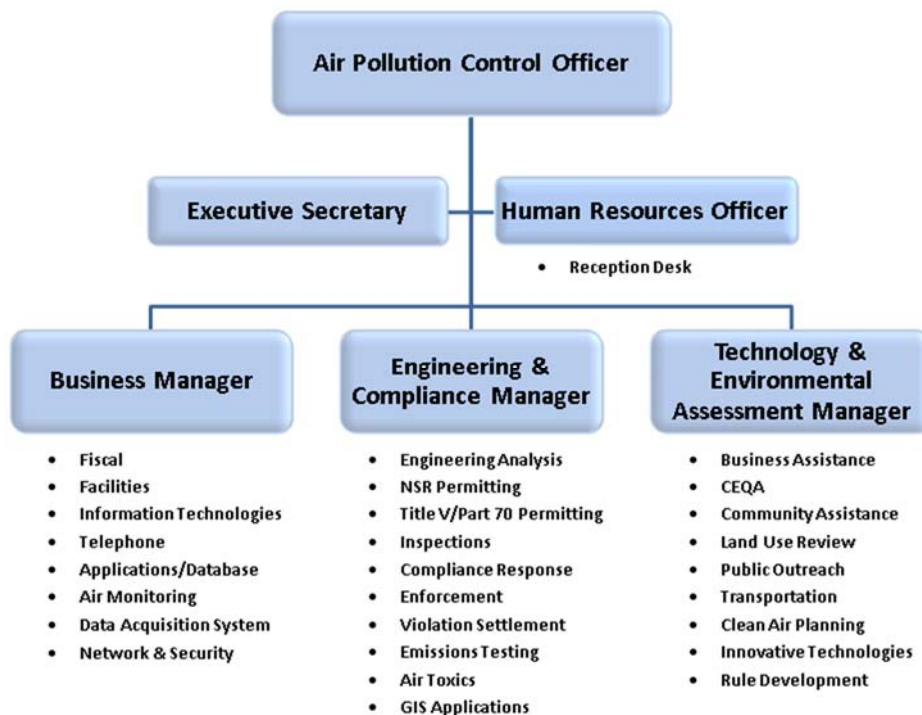 Air Pollution Control Officer
Executive Secretary
Human Resources Officer
• Reception Desk
Business Manager
• Fiscal
• Facilities
• Information Technologies
• Telephone
• Applications/Database
• Air Monitoring
• Data Acquisition System
• Network & Security
Engineering &
Compliance Manager
• Engineering Analysis
• NSR Permitting
• Title V/Part 70 Permitting
• Inspections
• Compliance Response
• Enforcement
• Violation Settlement
• Emissions Testing
• Air Toxics
• GIS Applications
Technology &
Environmental
Assessment Manager
• Business Assistance
• CEQA
• Community Assistance
• Land Use Review
• Public Outreach
• Transportation
• Clean Air Planning
• Innovative Technologies
• Rule Development